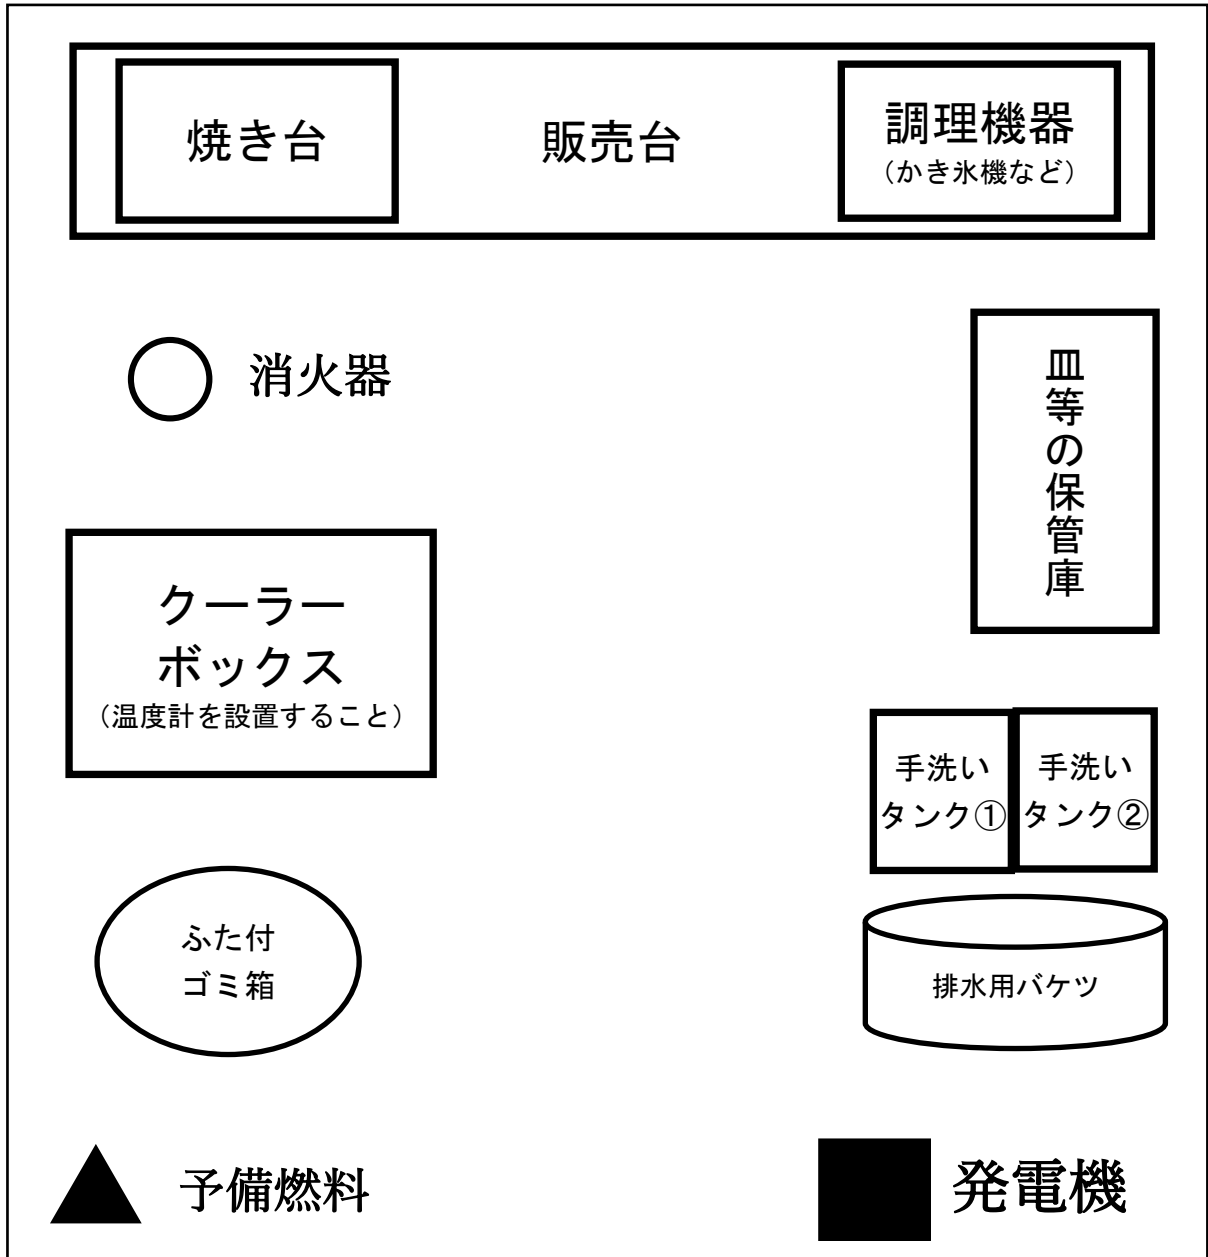 焼き台
販売台
調理機器
（かき氷機など）
消火器
皿等の保管庫
クーラー
ボックス
（温度計を設置すること）
手洗い
タンク①
手洗い
タンク②
ふた付
ゴミ箱
排水用バケツ
予備燃料
発電機